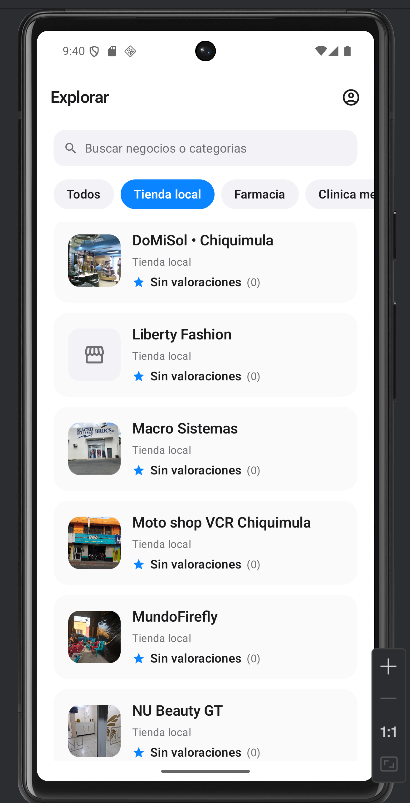 9:40
Explorar
Buscar negocios o categorias
Todos
Tienda local
Farmacia
Clinica me
DoMiSol • Chiquimula
Tienda local
Sin valoraciones (0)
Liberty Fashion
Tienda local
Sin valoraciones (0)
Macro Sistemas
Tienda local
Sin valoraciones (0)
Moto shop VCR Chiquimula
Tienda local
Sin valoraciones (0)
MundoFirefly
Tienda local
Sin valoraciones (0)
NU Beauty GT
Tienda local
Sin valoraciones (0)
1:1